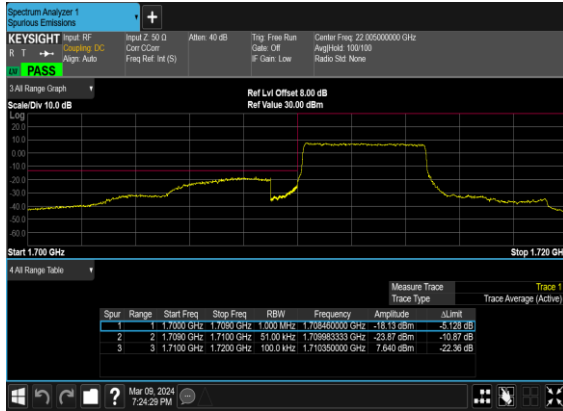 Spectrum Analyzer 1
Spurious Emissions
KEYSIGHT Input: RF Input Z: 50 Ω Atten: 40 dB Trig: Free Run Center Freq: 22.005000000 GHz
R T Coupling: DC Corr CCorr Gate: Off Avg|Hold: 100/100
Align: Auto Freq Ref: Int (S) IF Gain: Low Radio Std: None
PASS
3 All Range Graph
Ref Lvl Offset 8.00 dB
Scale/Div 10.0 dB Ref Value 30.00 dBm
Log
20.0
10.0
0.00
-10.0
-20.0
-30.0
-40.0
-50.0
-60.0
Start 1.700 GHz Stop 1.720 GH
4 All Range Table
Measure Trace Trace 1
Trace Type Trace Average (Active)
Spur Range Start Freq Stop Freq RBW Frequency Amplitude ΔLimit
1 1 1.7000 GHz 1.7090 GHz 1.000 MHz 1.708460000 GHz -18.13 dBm -5.128 dB
2 2 1.7090 GHz 1.7100 GHz 51.00 kHz 1.709983333 GHz -23.87 dBm -10.87 dB
3 3 1.7100 GHz 1.7200 GHz 100.0 kHz 1.710350000 GHz 7.640 dBm -22.36 dB
Mar 09, 2024
7:24:29 PM